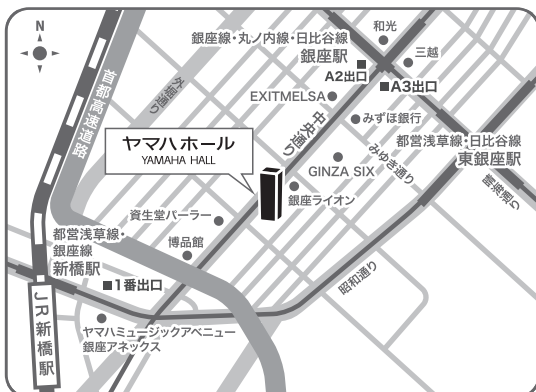 N
和光
銀座線・丸ノ内線・日比谷線
銀座駅
三越
A2出口
A3出口
外堀通り
首都高速道路
EXITMELSA
中央通り
みずほ銀行
都営浅草線・日比谷線
東銀座駅
ヤマハホール
YAMAHA HALL
みゆき通り
GINZA SIX
晴海通り
銀座ライオン
資生堂パーラー
都営浅草線・
銀座線
新橋駅
博品館
昭和通り
1番出口
JR新橋駅
ヤマハミュージックアベニュー
銀座アネックス